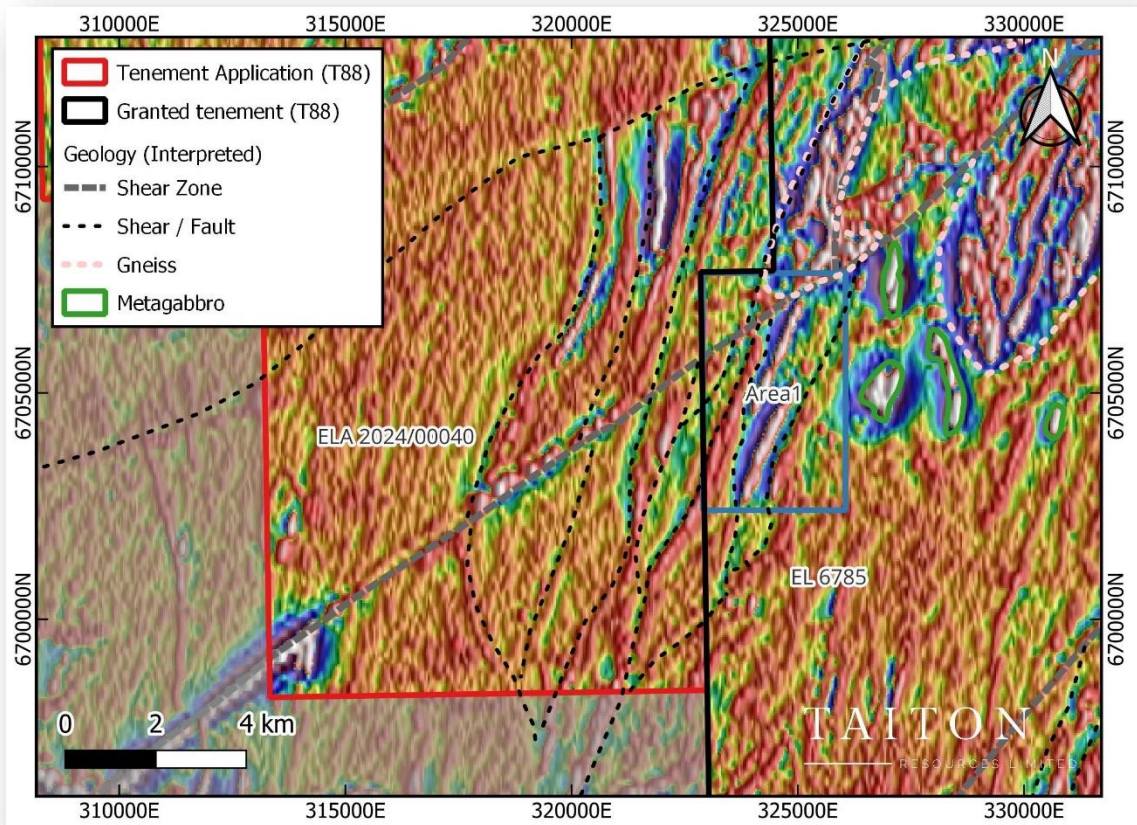 310000E 315000E 320000E 325000E 330000E
Tenement Application (T88)
Granted tenement (T88)
Geology (Interpreted)
Shear Zone
Shear / Fault
Gneiss
Metagabbro
N
6710000N
6710000N
6705000N
6705000N
6700000N
6700000N
Area1
ELA 2024/00040
EL 6785
0 2 4 km
TAITON
RESOURCES LIMITED
310000E 315000E 320000E 325000E 330000E